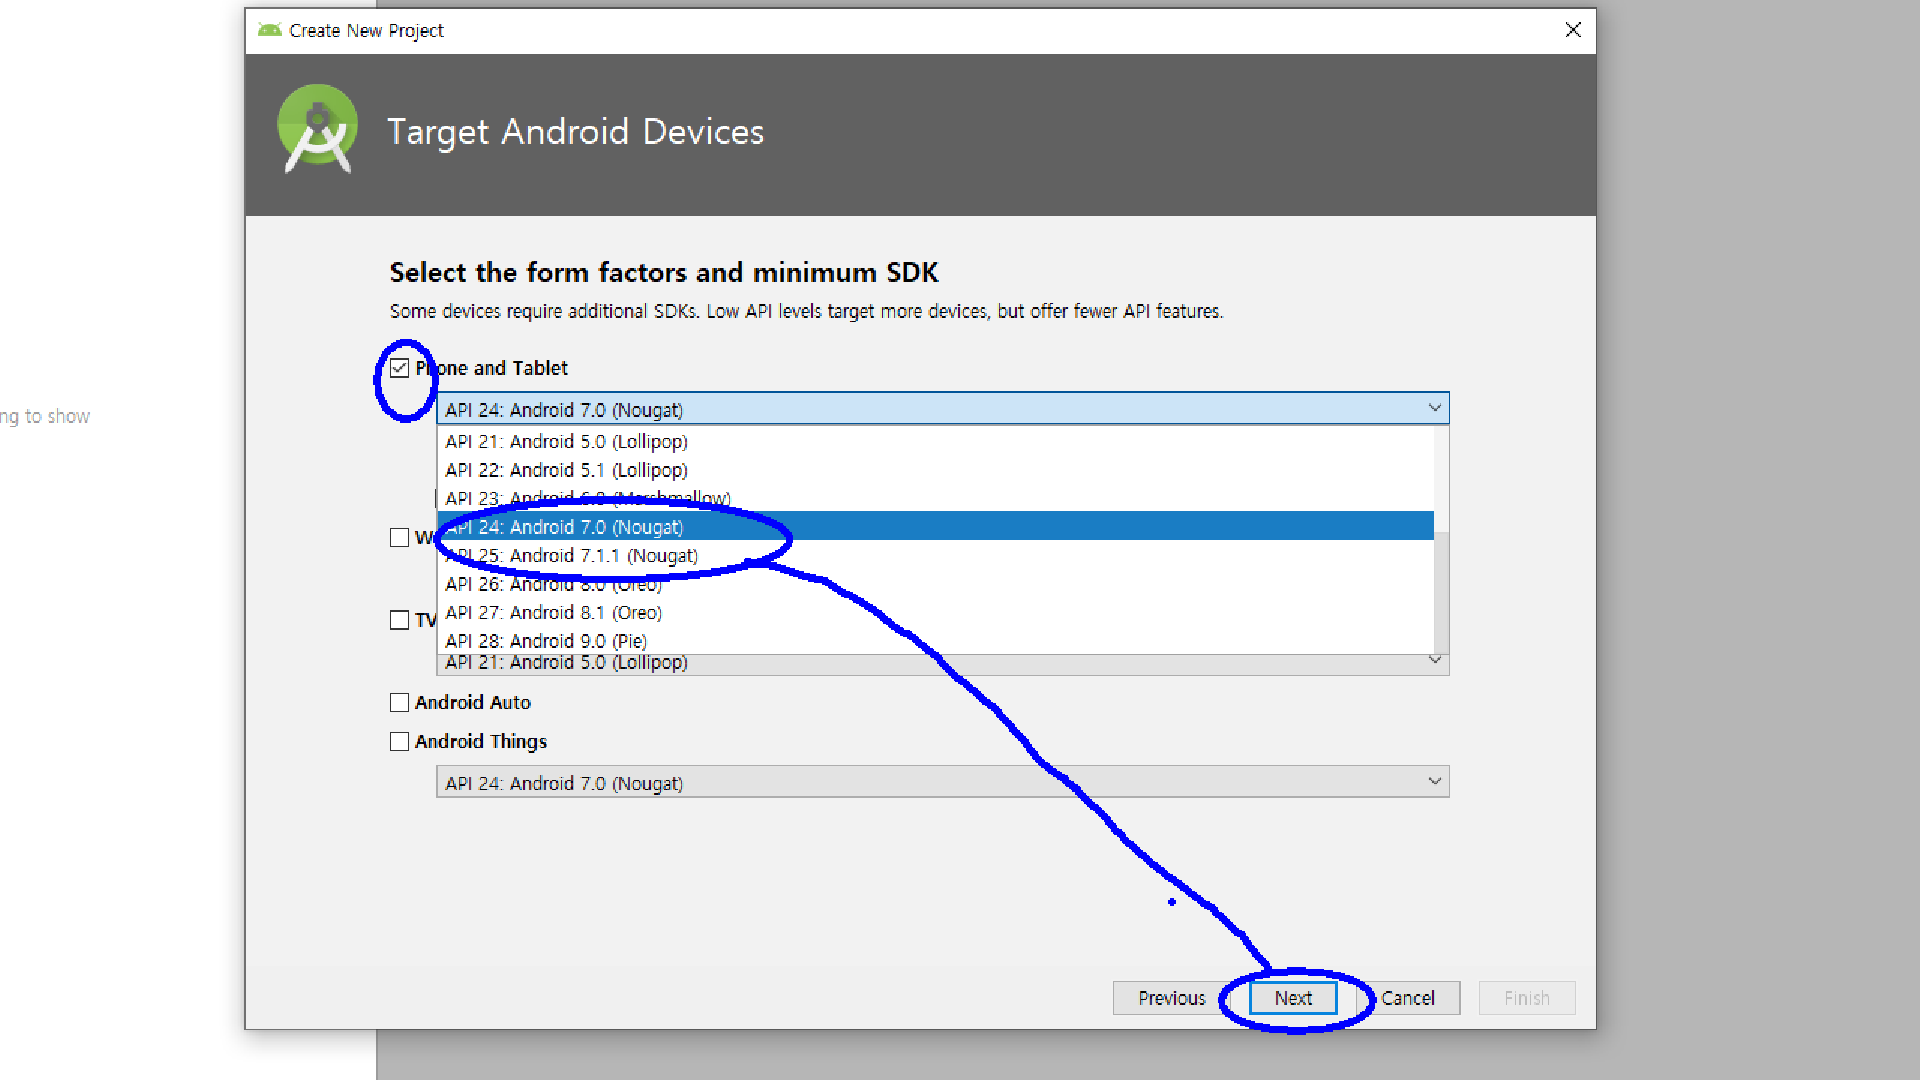 Create New Project
Target Android Devices
Select the form factors and minimum SDK
Some devices require additional SDKs. Low API levels target more devices, but offer fewer API features.
Phone and Tablet
ng to show
API 24: Android 7.0 (Nougat)
API 21: Android 5.0 (Lollipop)
API 22: Android 5.1 (Lollipop)
API 23: Android 6.0 (Marshmallow)
API 24: Android 7.0 (Nougat)
W
API 25: Android 7.1.1 (Nougat)
API 26: Android 8.0 (Oreo)
API 27: Android 8.1 (Oreo)
TV
API 28: Android 9.0 (Pie)
API 21: Android 5.0 (Lollipop)
Android Auto
Android Things
API 24: Android 7.0 (Nougat)
Previous Next Cancel Finish